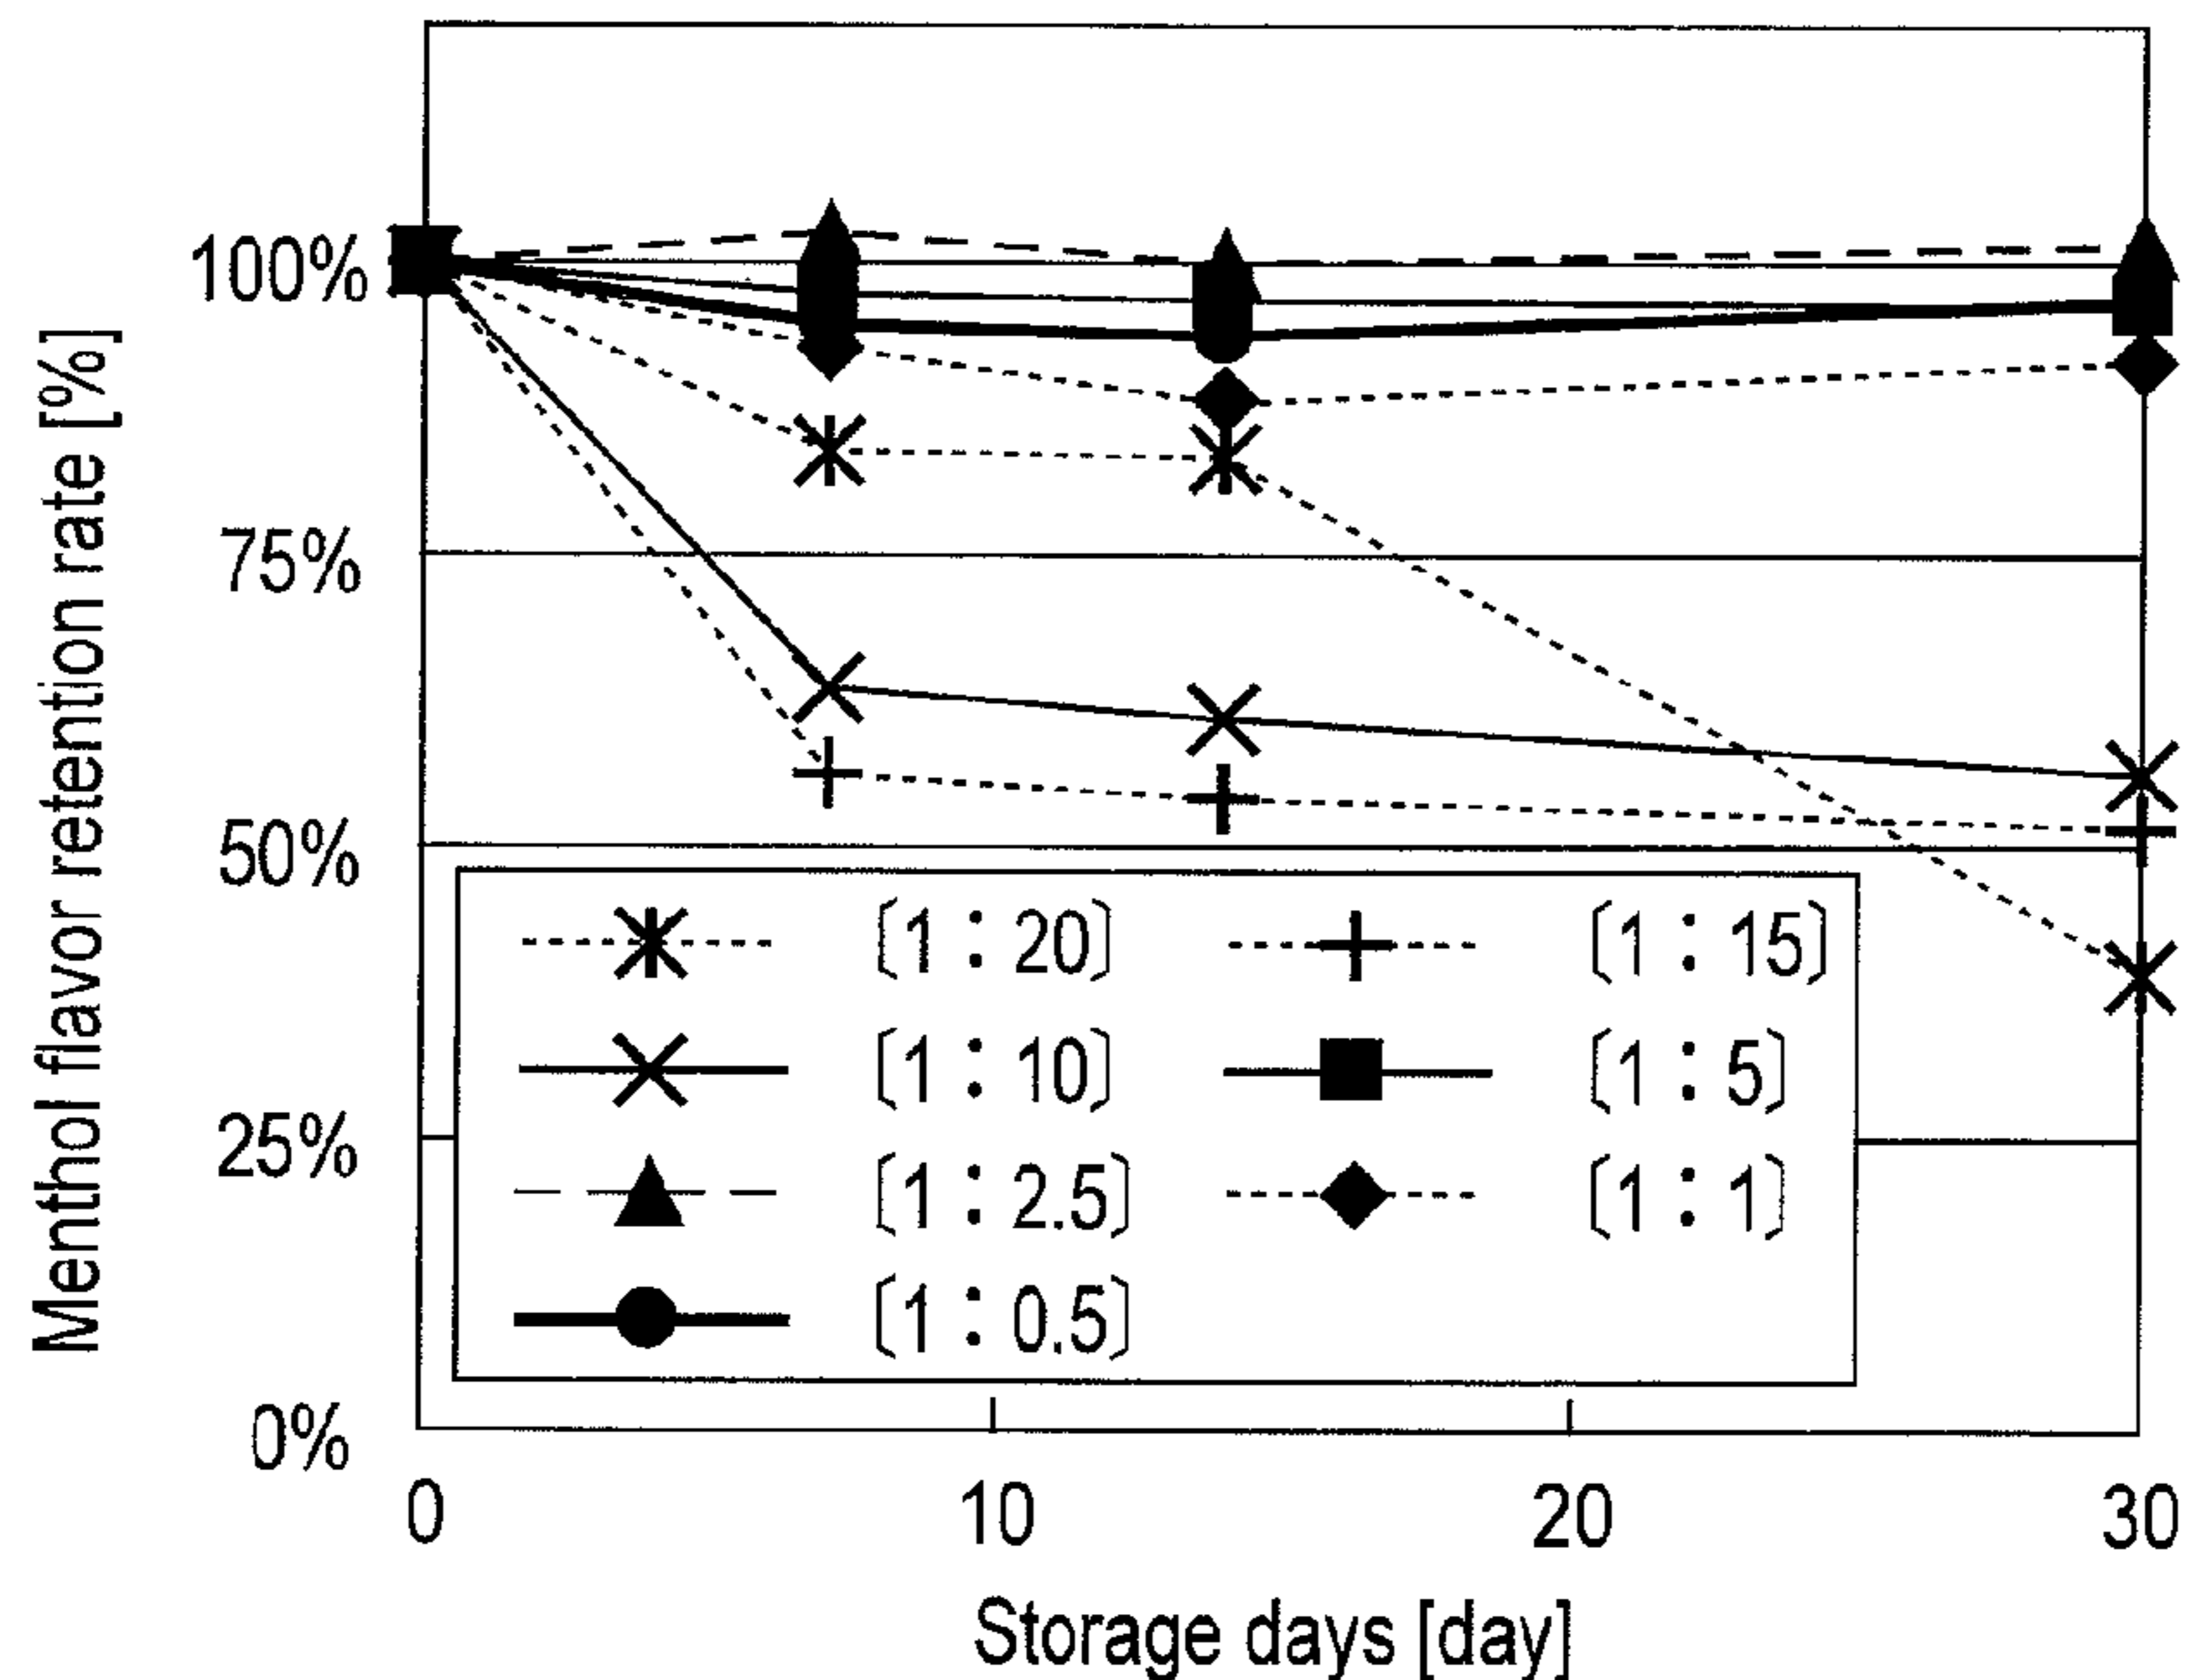 Menthol flavor retention rate [%]
100%
75%
50%
25%
0%
〔1 : 20〕 〔1 : 15〕
〔1 : 10〕 〔1 : 5〕
〔1 : 2.5〕 〔1 : 1〕
〔1 : 0.5〕
0 10 20 30
Storage days [day]